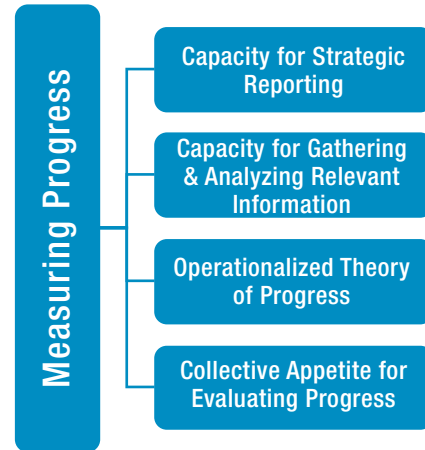 Measuring Progress
Capacity for Strategic
Reporting
Capacity for Gathering
& Analyzing Relevant
Information
Operationalized Theory
of Progress
Collective Appetite for
Evaluating Progress